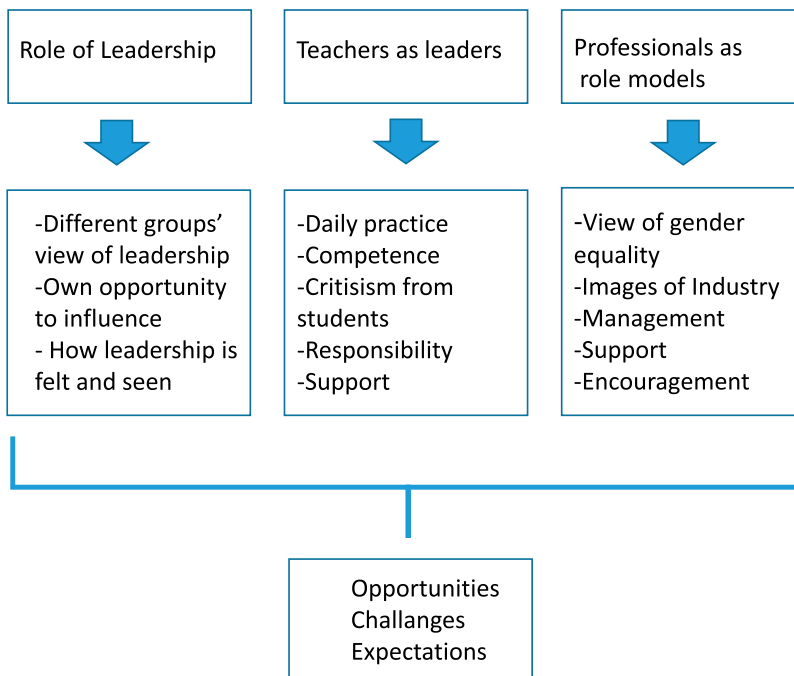 Role of Leadership
Teachers as leaders
Professionals as
role models
-Different groups’
view of leadership
-Own opportunity
to influence
- How leadership is
felt and seen
-Daily practice
-Competence
-Critisism from
students
-Responsibility
-Support
-View of gender
equality
-Images of Industry
-Management
-Support
-Encouragement
Opportunities
Challanges
Expectations